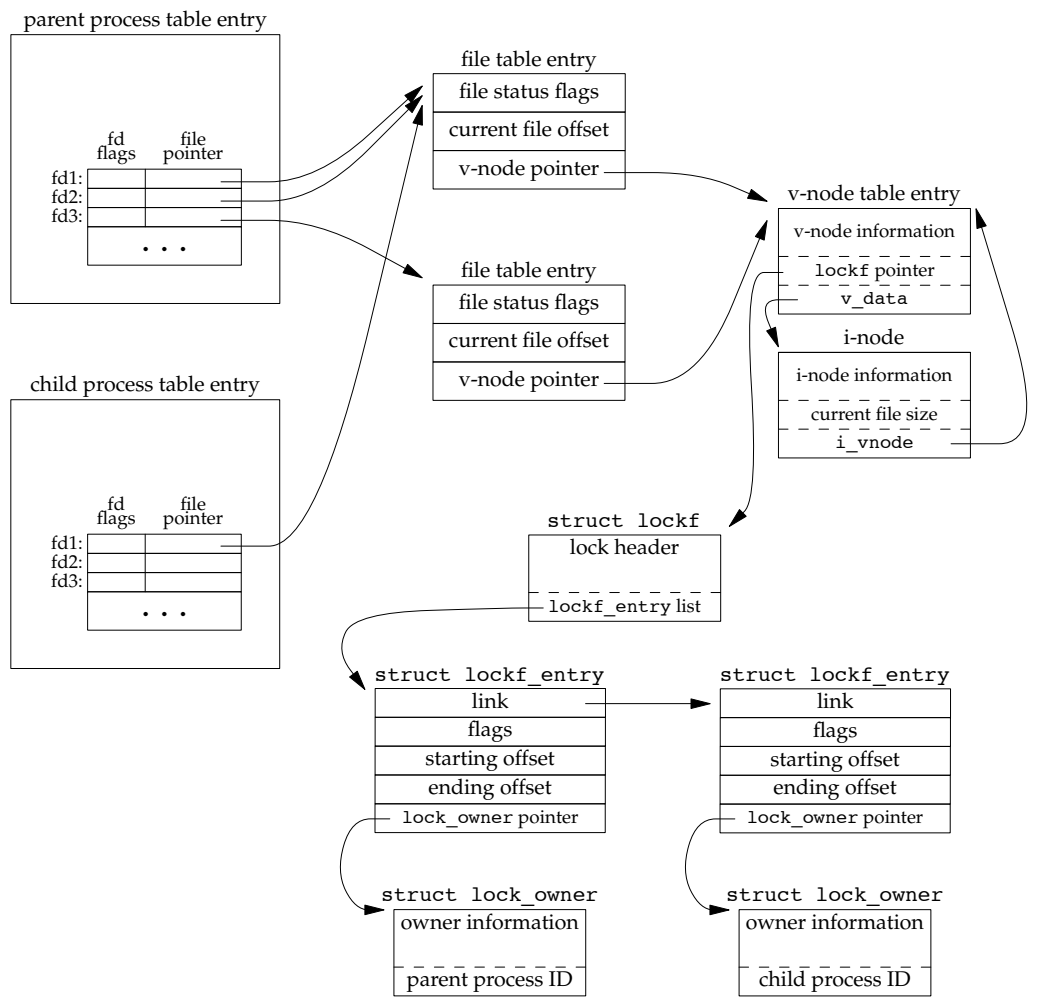 parent process table entry
fd flags
file pointer
fd1:
fd2:
fd3:
. . .
file table entry
file status flags
current file offset
v-node pointer
file table entry
file status flags
current file offset
v-node pointer
v-node table entry
v-node information
lockf pointer
v_data
i-node
i-node information
current file size
i_vnode
child process table entry
fd flags
file pointer
fd1:
fd2:
fd3:
. . .
struct lockf
lock header
lockf_entry list
struct lockf_entry
link
flags
starting offset
ending offset
lock_owner pointer
struct lockf_entry
link
flags
starting offset
ending offset
lock_owner pointer
struct lock_owner
owner information
parent process ID
struct lock_owner
owner information
child process ID